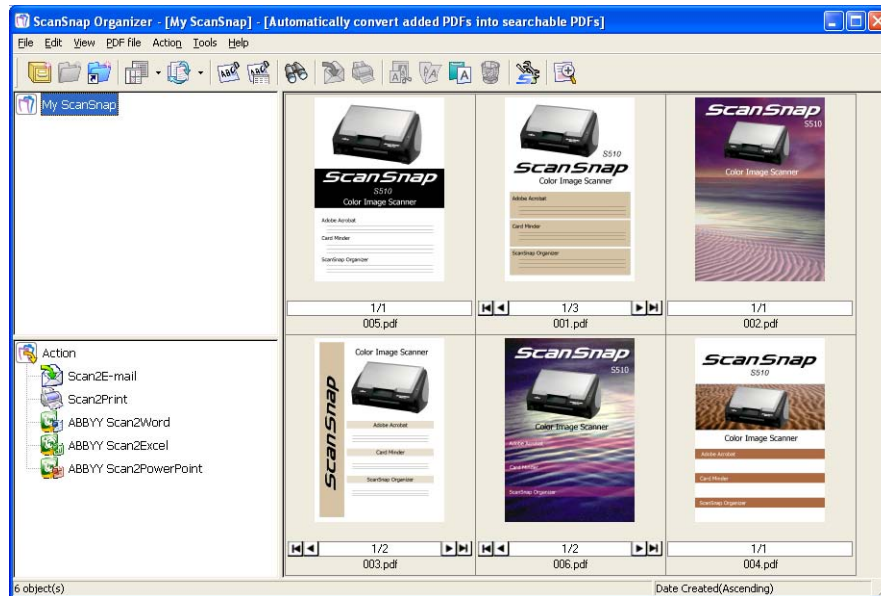 ScanSnap Organizer - [My ScanSnap] - [Automatically convert added PDFs into searchable PDFs]
File Edit View PDF file Action Tools Help
My ScanSnap
Action
Scan2E-mail
Scan2Print
ABBYY Scan2Word
ABBYY Scan2Excel
ABBYY Scan2PowerPoint
ScanSnap
S510
Color Image Scanner
Adobe Acrobat
Card Minder
ScanSnap Organizer
1/1
005.pdf
S510
ScanSnap
Color Image Scanner
Adobe Acrobat
Card Minder
ScanSnap Organizer
1/3
001.pdf
ScanSnap
S510
Color Image Scanner
1/1
002.pdf
ScanSnap
Color Image Scanner
Adobe Acrobat
Card Minder
ScanSnap Organizer
1/2
003.pdf
ScanSnap
S510
Color Image Scanner
Adobe Acrobat
Card Minder
ScanSnap Organizer
1/2
006.pdf
ScanSnap
S510
Color Image Scanner
Adobe Acrobat
Card Minder
ScanSnap Organizer
1/1
004.pdf
6 object(s)
Date Created(Ascending)